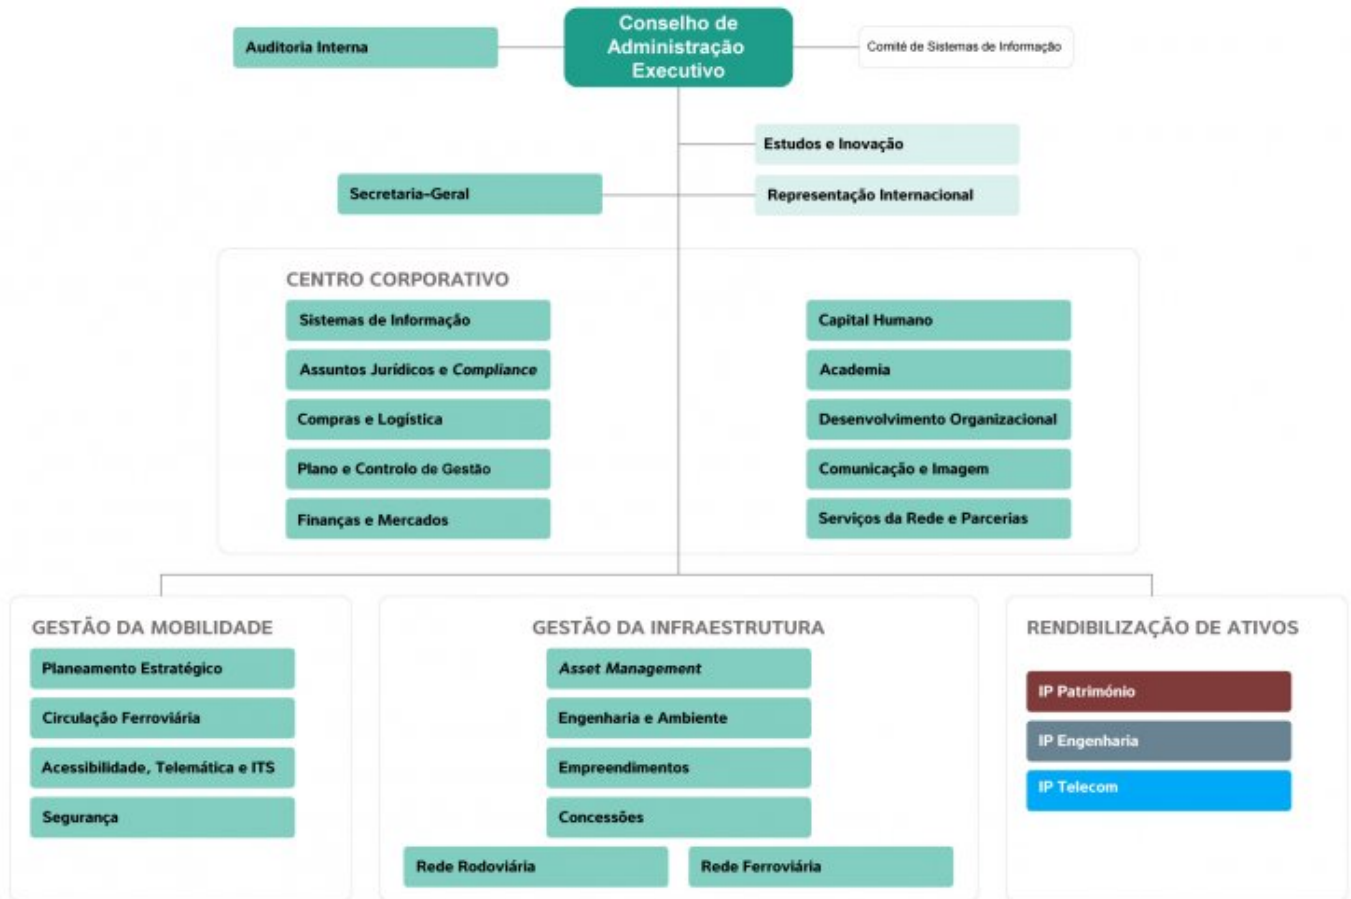 Auditoria Interna
Conselho de
Administração
Executivo
Comité de Sistemas de Informação
Estudos e Inovação
Secretaria-Geral
Representação Internacional
CENTRO CORPORATIVO
Sistemas de Informação
Assuntos Jurídicos e Compliance
Compras e Logística
Plano e Controlo de Gestão
Finanças e Mercados
Capital Humano
Academia
Desenvolvimento Organizacional
Comunicação e Imagem
Serviços da Rede e Parcerias
GESTÃO DA MOBILIDADE
Planeamento Estratégico
Circulação Ferroviária
Acessibilidade, Telemática e ITS
Segurança
GESTÃO DA INFRAESTRUTURA
Asset Management
Engenharia e Ambiente
Empreendimentos
Concessões
Rede Rodoviária
Rede Ferroviária
RENDIBILIZAÇÃO DE ATIVOS
IP Património
IP Engenharia
IP Telecom